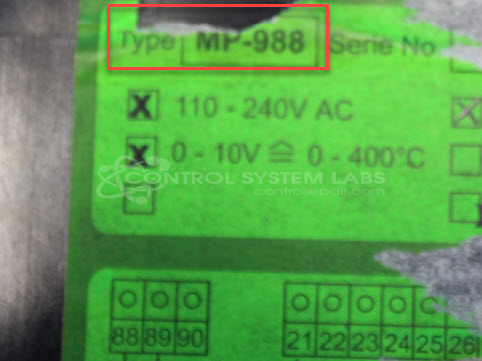 Type MP-988 Serie No
X 110 - 240V AC X
X 0 - 10V ≙ 0 - 400°C
CONTROL SYSTEM LABS
controlrepair.com
88 89 90 21 22 23 24 25 26